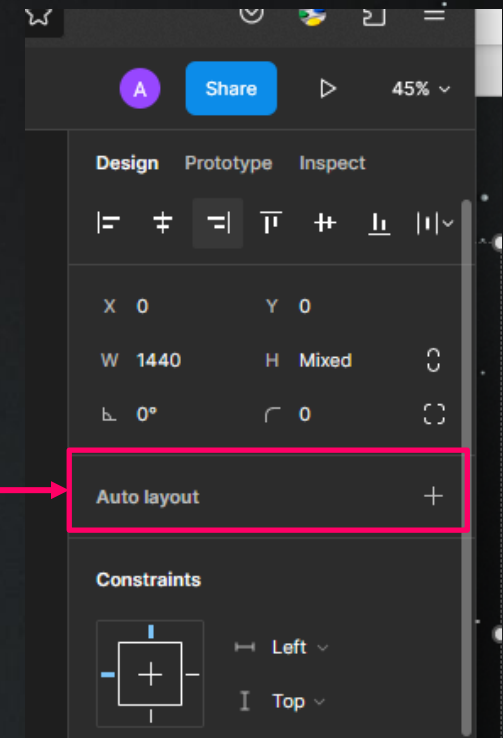 A Share 45%
Design Prototype Inspect
X 0 Y 0
W 1440 H Mixed
0° 0
Auto layout
Constraints
Left
Top